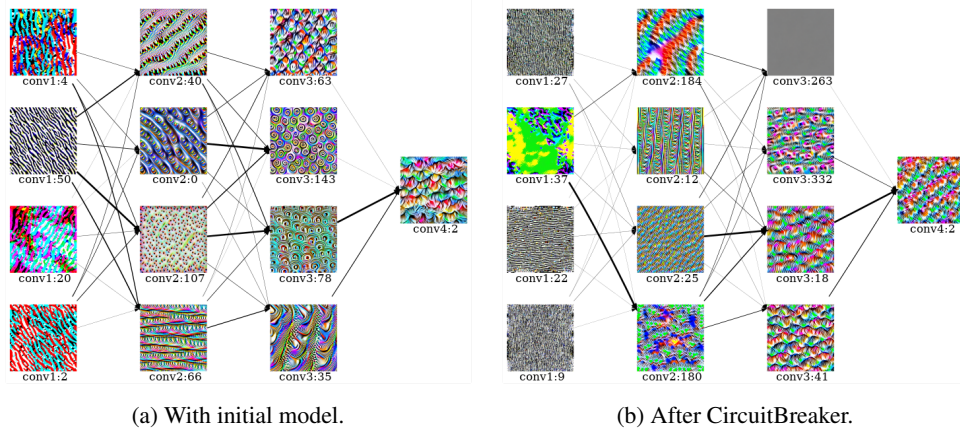 conv1:4 conv2:40 conv3:63
conv1:50 conv2:0 conv3:143
conv4:2
conv1:20 conv2:107 conv3:78
conv1:2 conv2:66 conv3:35
(a) With initial model.
conv1:27 conv2:184 conv3:263
conv1:37 conv2:12 conv3:332
conv4:2
conv1:22 conv2:25 conv3:18
conv1:9 conv2:180 conv3:41
(b) After CircuitBreaker.